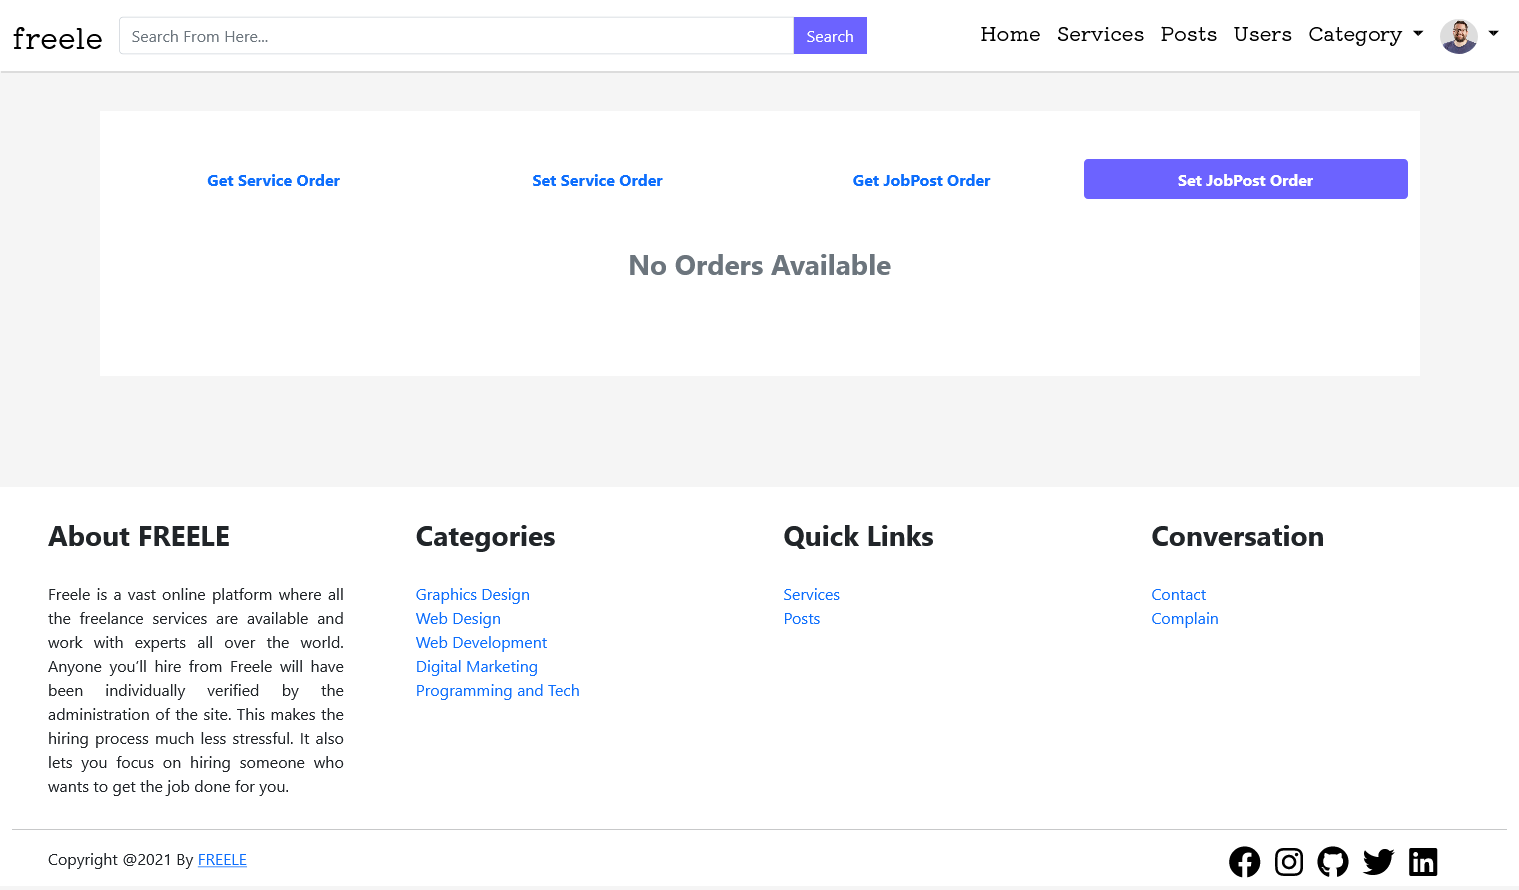 freele
Search From Here...
Search
Home Services Posts Users Category
Get Service Order Set Service Order Get JobPost Order Set JobPost Order
No Orders Available
About FREELE
Freele is a vast online platform where all
the freelance services are available and
work with experts all over the world.
Anyone you'll hire from Freele will have
been individually verified by the
administration of the site. This makes the
hiring process much less stressful. It also
lets you focus on hiring someone who
wants to get the job done for you.
Categories
Graphics Design
Web Design
Web Development
Digital Marketing
Programming and Tech
Quick Links
Services
Posts
Conversation
Contact
Complain
Copyright @2021 By FREELE